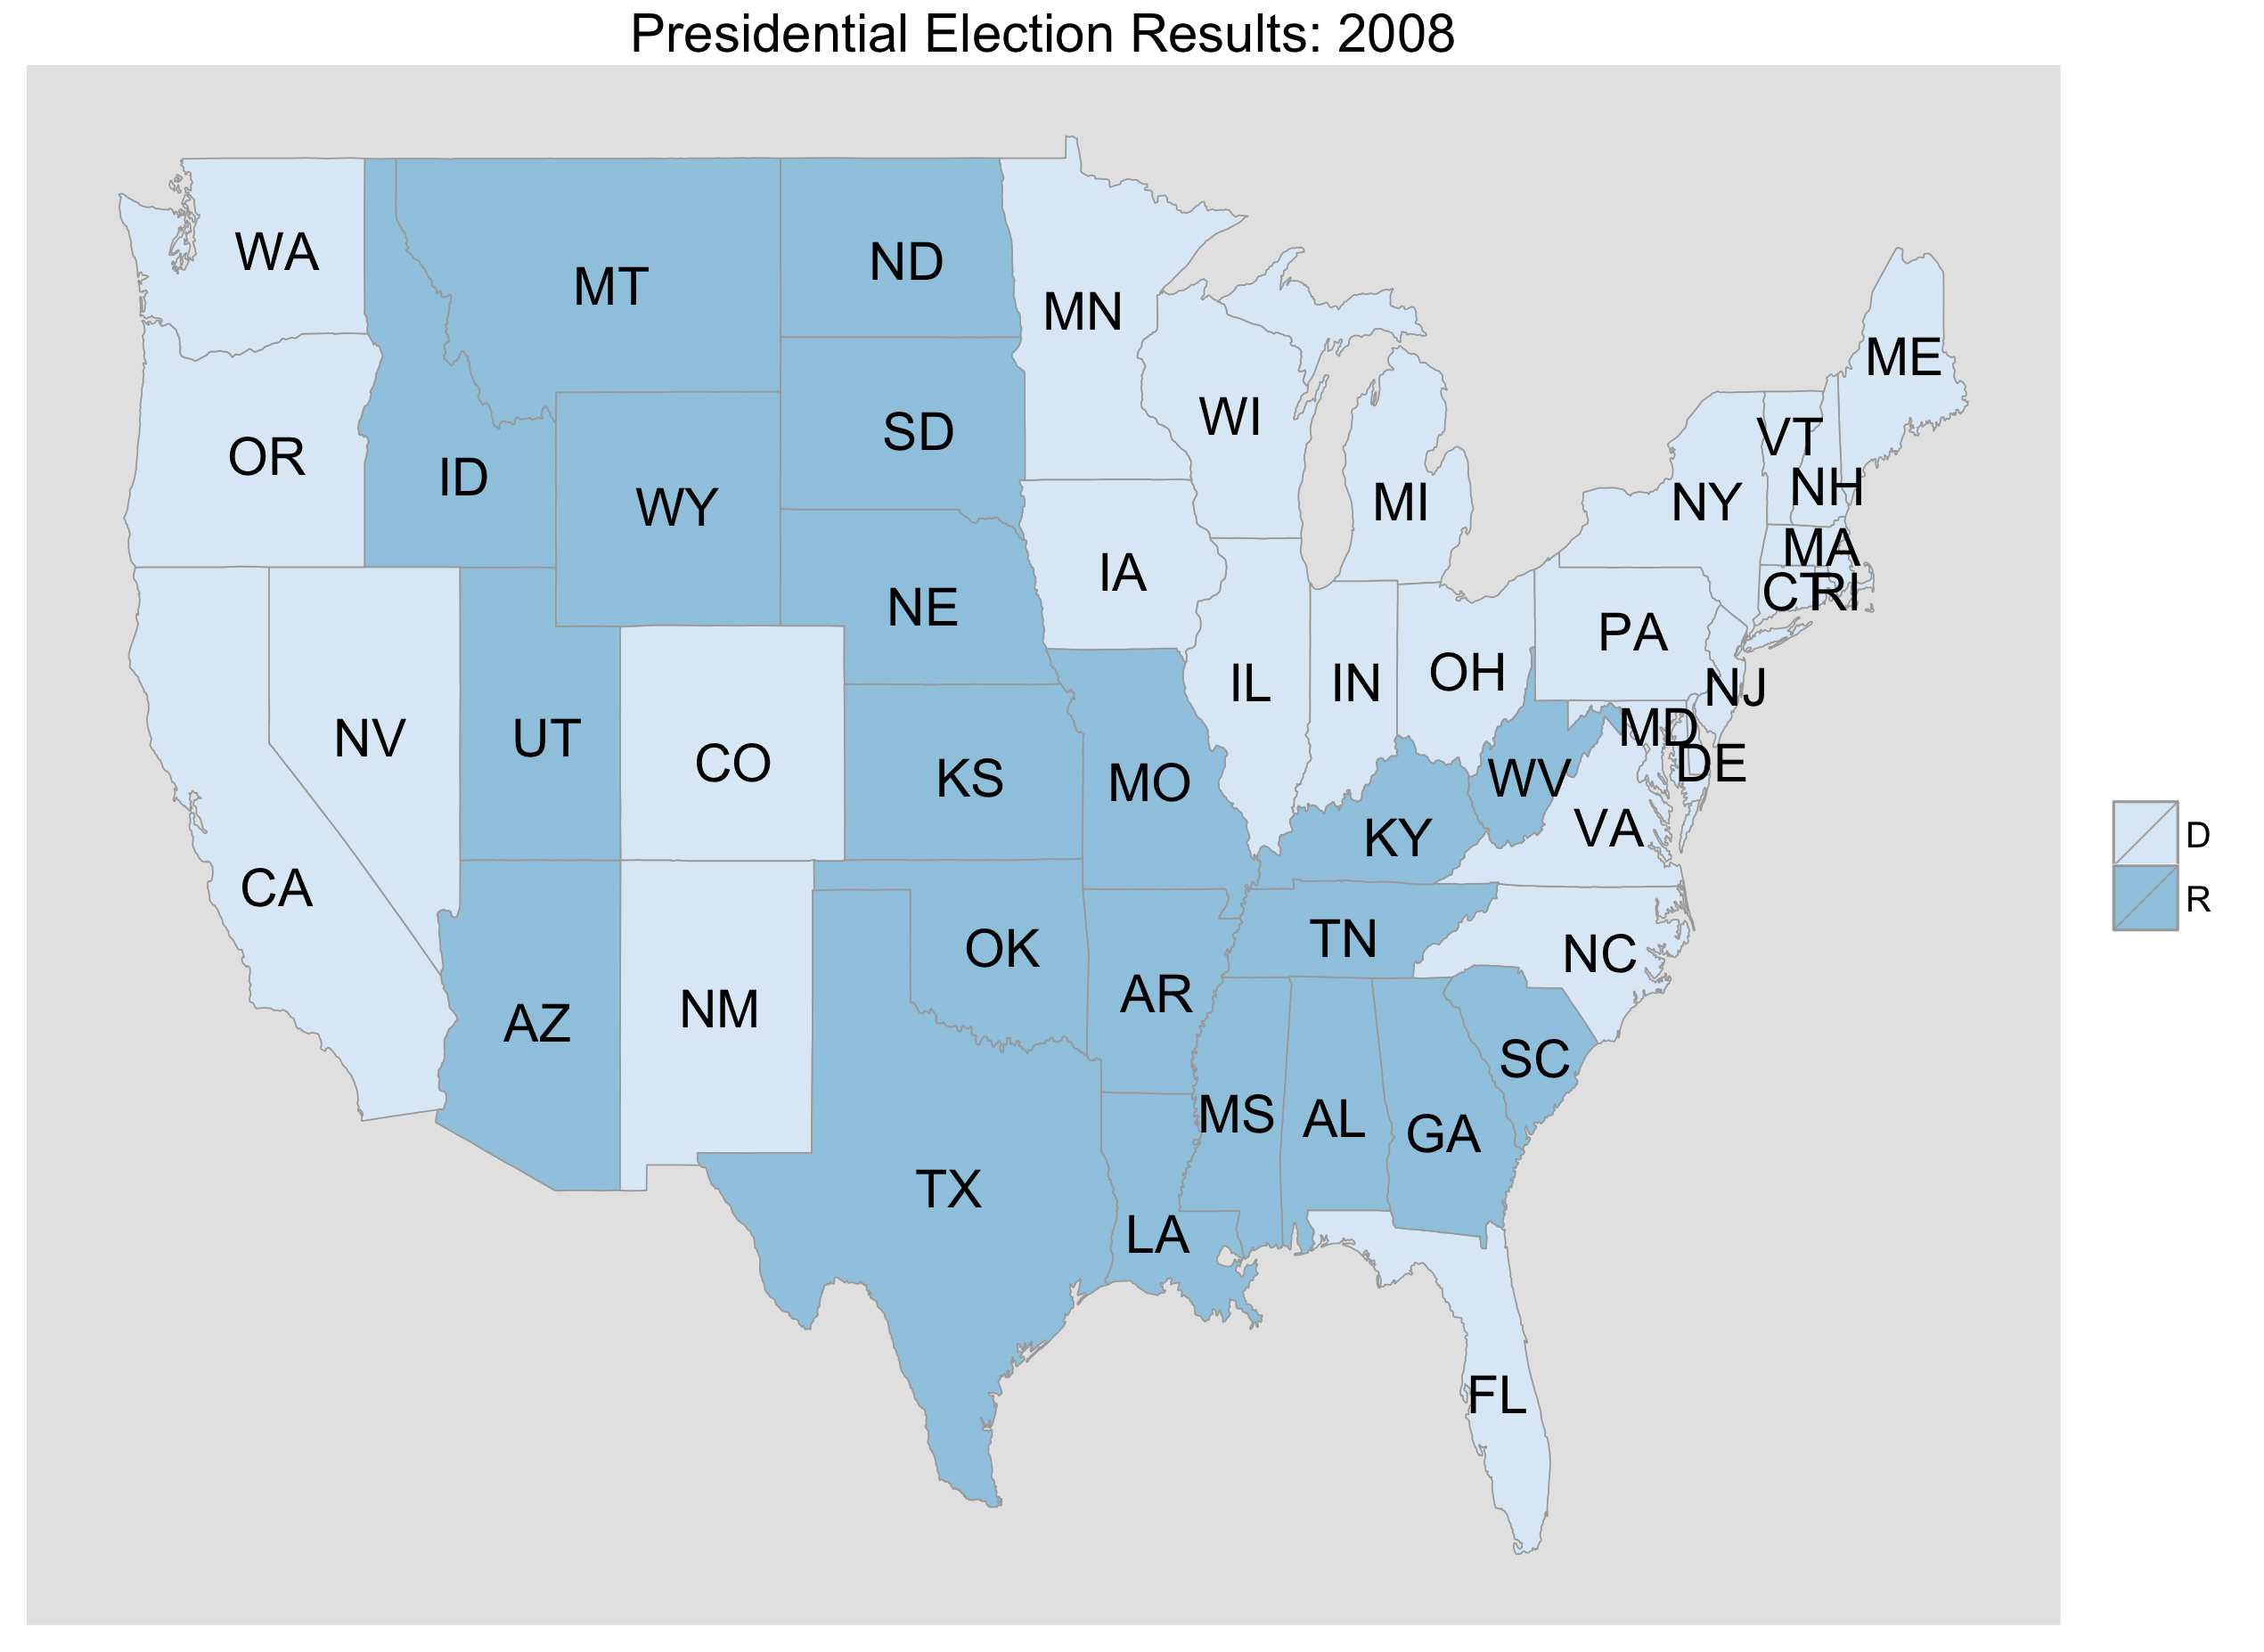 Presidential Election Results: 2008
WA
MT
ND
MN
ME
OR
ID
WY
SD
WI
MI
VT
NH
NY
MA
IA
NE
CT
RI
PA
NV
UT
CO
KS
MO
IL
IN
OH
NJ
MD
DE
WV
VA
KY
D
CA
R
AZ
NM
OK
AR
TN
NC
SC
MS
AL
GA
TX
LA
FL